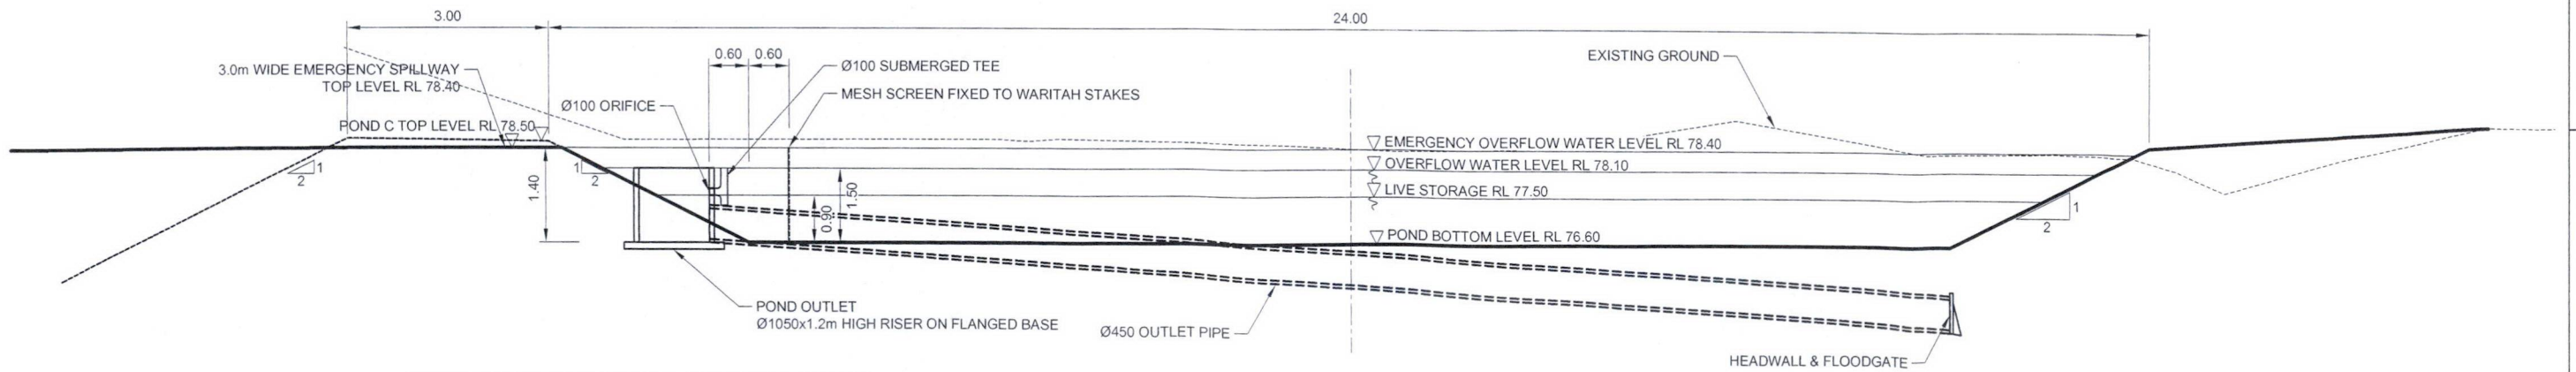 3.00
24.00
0.60 0.60
EXISTING GROUND
3.0m WIDE EMERGENCY SPILLWAY
TOP LEVEL RL 78.40
Ø100 SUBMERGED TEE
MESH SCREEN FIXED TO WARITAH STAKES
Ø100 ORIFICE
POND C TOP LEVEL RL 78.50
EMERGENCY OVERFLOW WATER LEVEL RL 78.40
OVERFLOW WATER LEVEL RL 78.10
LIVE STORAGE RL 77.50
POND BOTTOM LEVEL RL 76.60
1
2
1
2
1.40
0.90
1.50
1
2
POND OUTLET
Ø1050x1.2m HIGH RISER ON FLANGED BASE
Ø450 OUTLET PIPE
HEADWALL & FLOODGATE